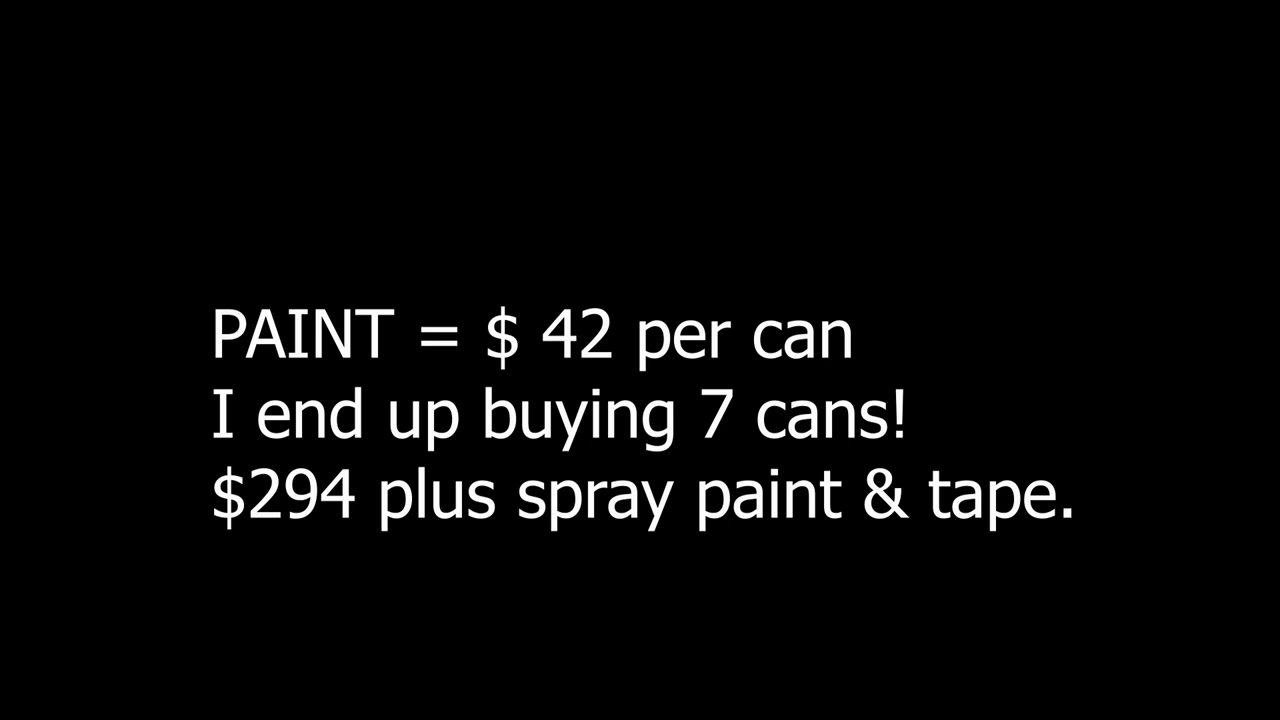 PAINT = $ 42 per can
I end up buying 7 cans!
$294 plus spray paint & tape.